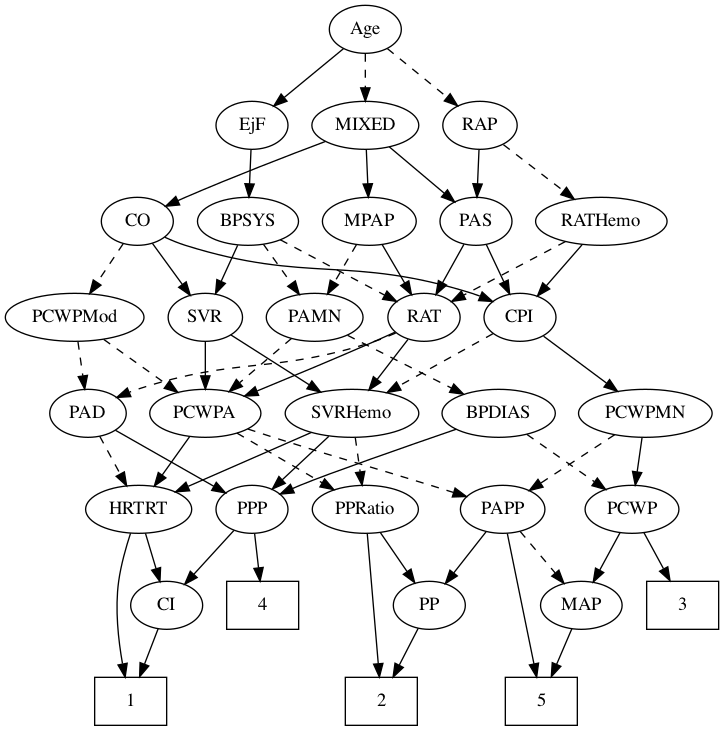 Age
EjF MIXED RAP
CO BPSYS MPAP PAS RATHemo
PCWPMod SVR PAMN RAT CPI
PAD PCWPA SVRHemo BPDIAS PCWPMN
HRTRT PPP PPRatio PAPP PCWP
CI 4 PP MAP 3
1 2 5